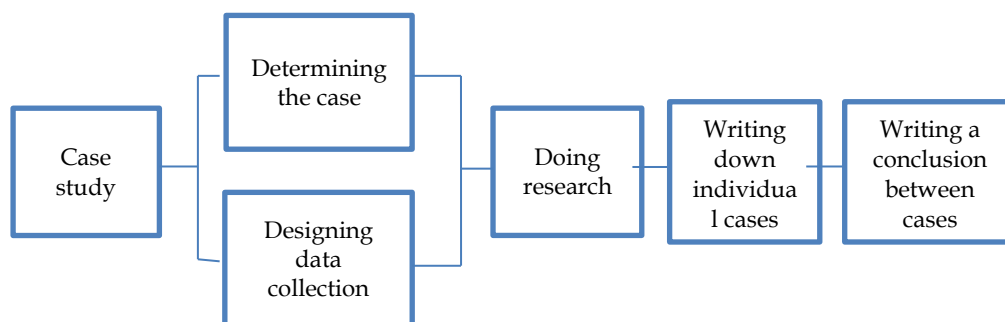 Case
study
Determining
the case
Designing
data
collection
Doing
research
Writing
down
individua
l cases
Writing a
conclusion
between
cases